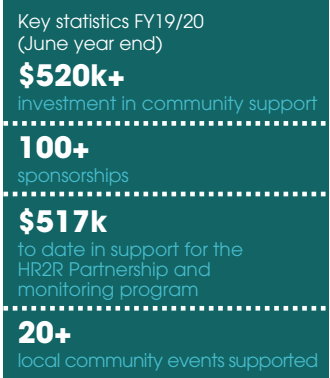 Key statistics FY19/20
(June year end)
$520k+
investment in community support
100+
sponsorships
$517k
to date in support for the
HR2R Partnership and
monitoring program
20+
local community events supported